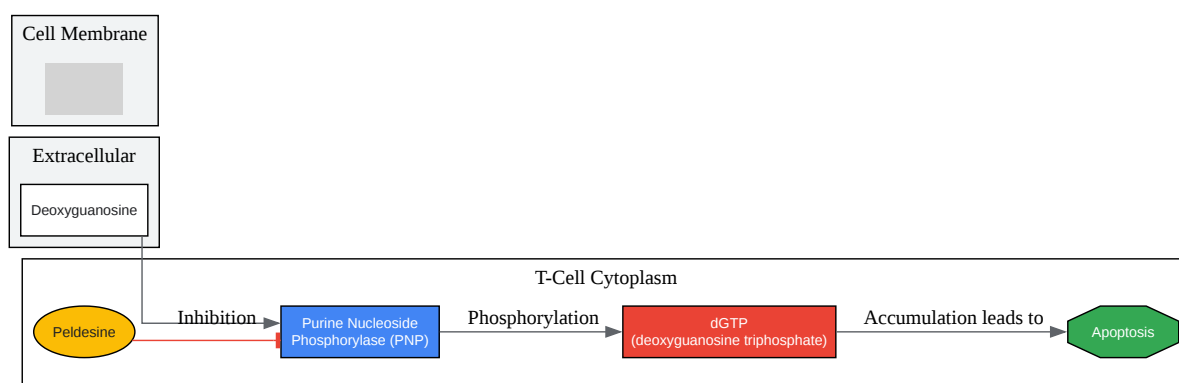 Cell Membrane
Extracellular
Deoxyguanosine
T-Cell Cytoplasm
Peldesine
Inhibition
Purine Nucleoside
Phosphorylase (PNP)
Phosphorylation
dGTP
(deoxyguanosine triphosphate)
Accumulation leads to
Apoptosis